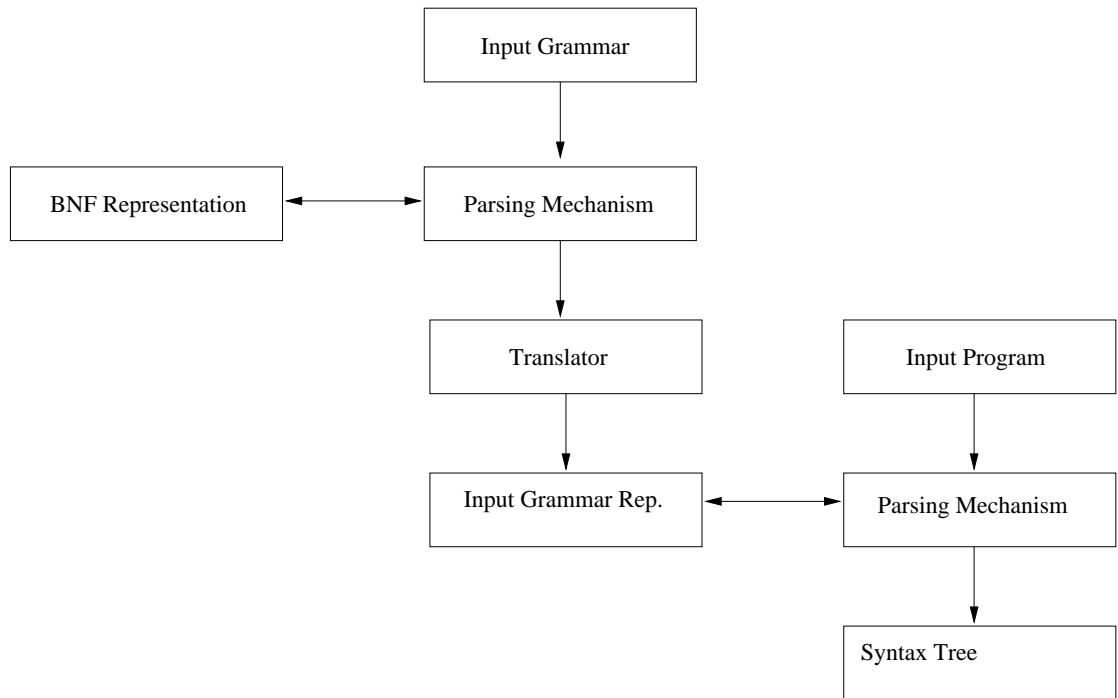 Input Grammar
BNF Representation
Parsing Mechanism
Translator
Input Program
Input Grammar Rep.
Parsing Mechanism
Syntax Tree